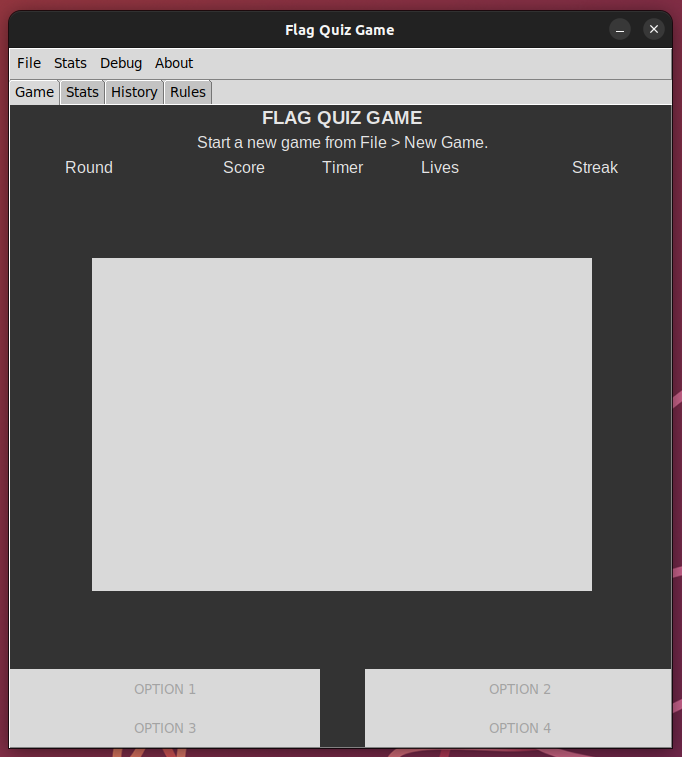 Flag Quiz Game
File Stats Debug About
Game Stats History Rules
FLAG QUIZ GAME
Start a new game from File > New Game.
Round Score Timer Lives Streak
OPTION 1 OPTION 2
OPTION 3 OPTION 4